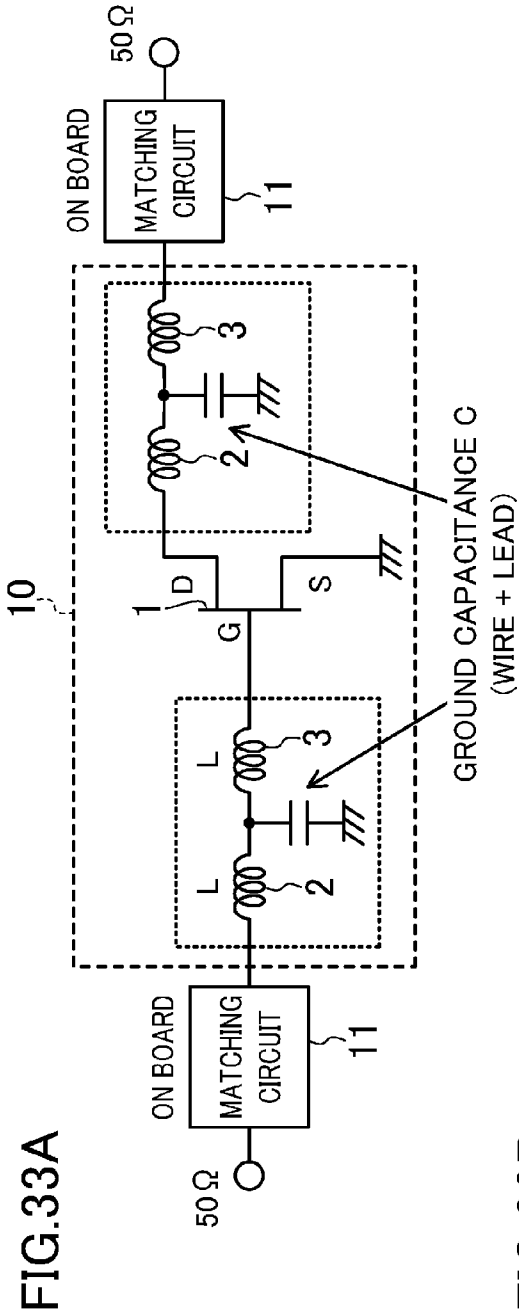 FIG.33A
10
ON BOARD
MATCHING
CIRCUIT
11
50Ω
L
L
2
3
G
1
D
S
2
3
ON BOARD
MATCHING
CIRCUIT
11
50Ω
GROUND CAPACITANCE C
(WIRE + LEAD)